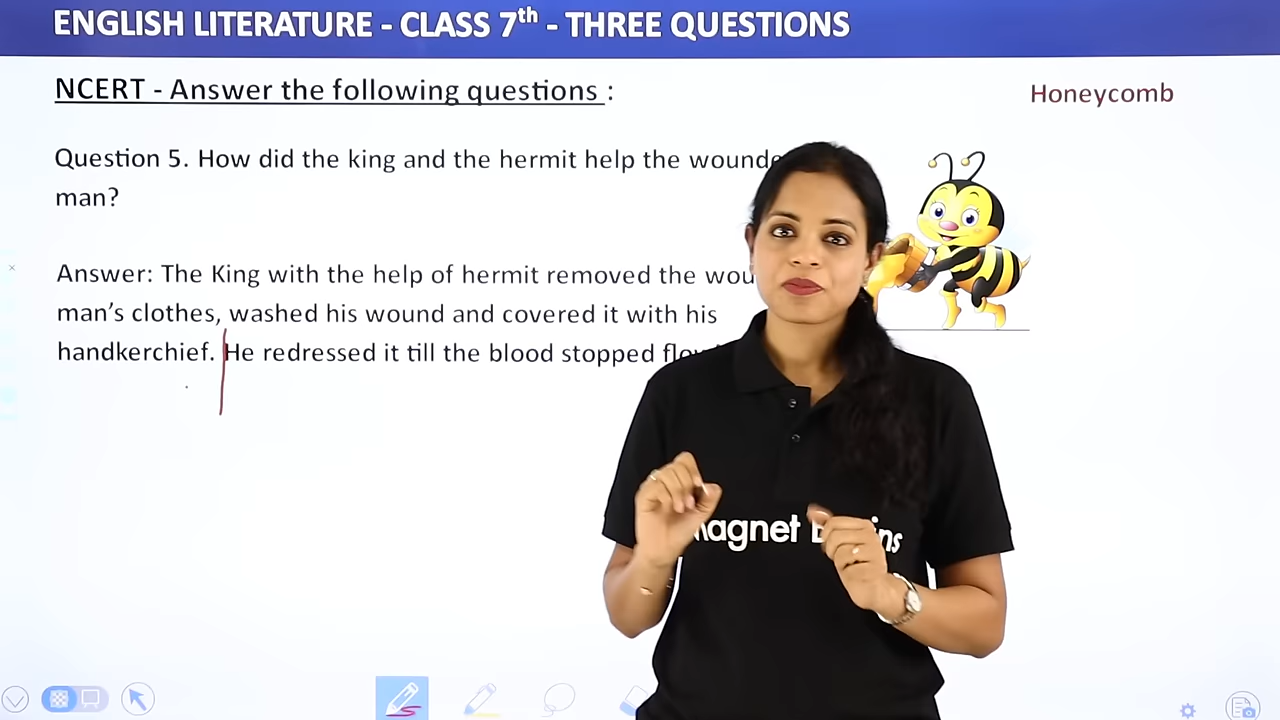 ENGLISH LITERATURE - CLASS 7th - THREE QUESTIONS
NCERT - Answer the following questions :
Honeycomb
Question 5. How did the king and the hermit help the
man?
Answer: The King with the help of hermit removed the
man's clothes, washed his wound and covered it with his
handkerchief. He redressed it till the blood stopped